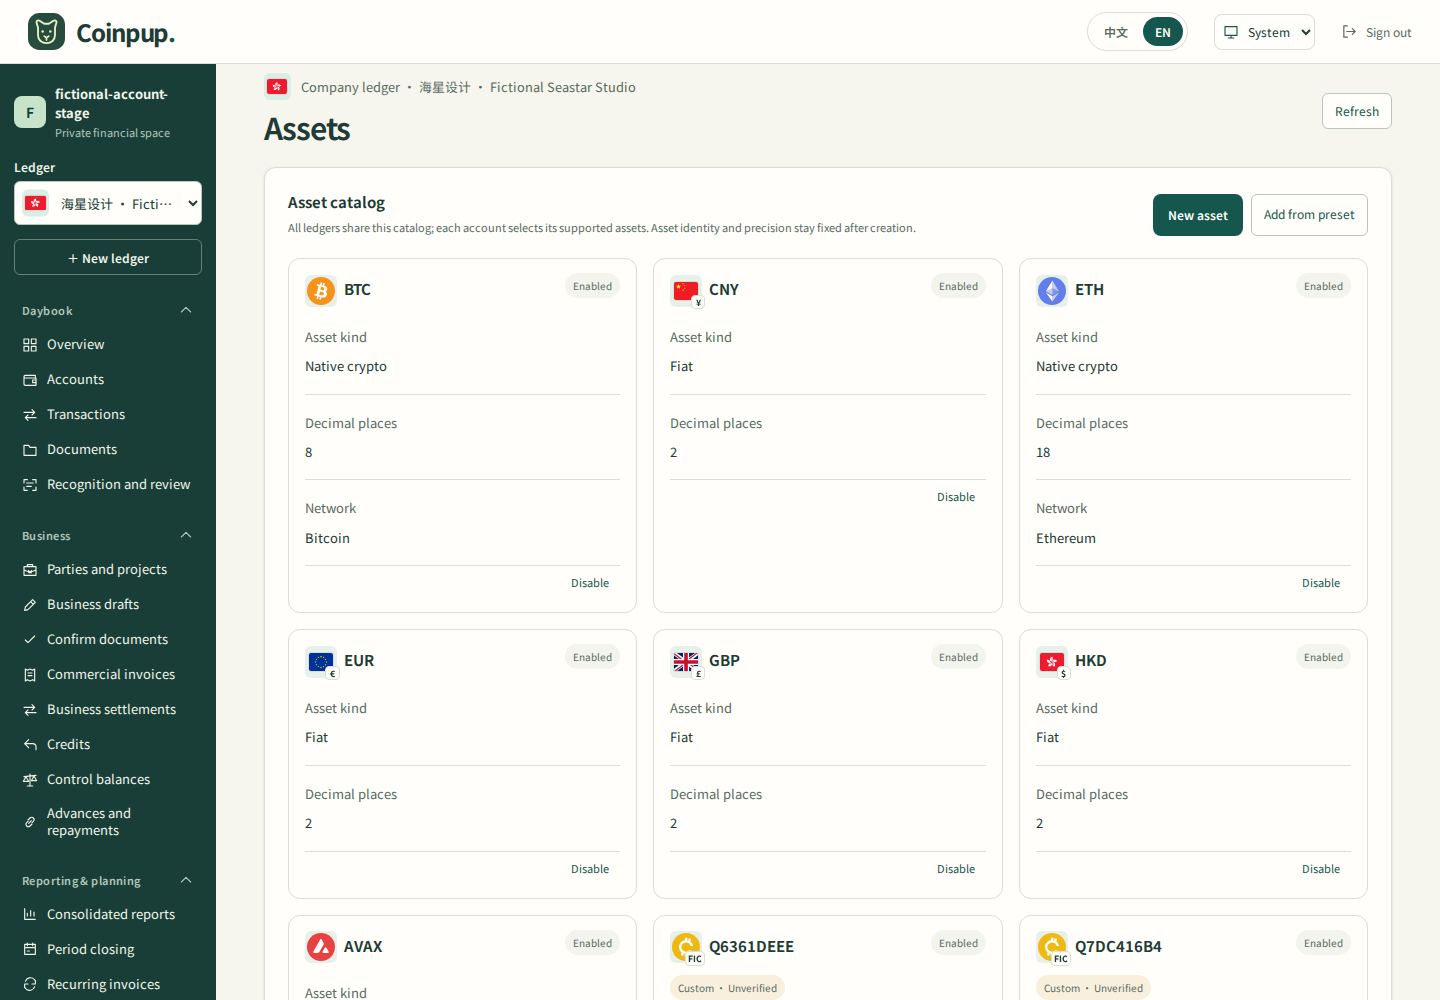 Coinpup.
中文
EN
System
Sign out
F
fictional-account-stage
Private financial space
Ledger
海星设计 • Ficti···
+ New ledger
Daybook
Overview
Accounts
Transactions
Documents
Recognition and review
Business
Parties and projects
Business drafts
Confirm documents
Commercial invoices
Business settlements
Credits
Control balances
Advances and repayments
Reporting & planning
Consolidated reports
Period closing
Recurring invoices
Company ledger • 海星设计 • Fictional Seastar Studio
Assets
Refresh
Asset catalog
All ledgers share this catalog; each account selects its supported assets. Asset identity and precision stay fixed after creation.
New asset
Add from preset
BTC
Enabled
Asset kind
Native crypto
Decimal places
8
Network
Bitcoin
Disable
¥
CNY
Enabled
Asset kind
Fiat
Decimal places
2
Disable
ETH
Enabled
Asset kind
Native crypto
Decimal places
18
Network
Ethereum
Disable
€
EUR
Enabled
Asset kind
Fiat
Decimal places
2
Disable
£
GBP
Enabled
Asset kind
Fiat
Decimal places
2
Disable
$
HKD
Enabled
Asset kind
Fiat
Decimal places
2
Disable
AVAX
Enabled
Asset kind
FIC
Q6361DEEE
Enabled
Custom • Unverified
FIC
Q7DC416B4
Enabled
Custom • Unverified